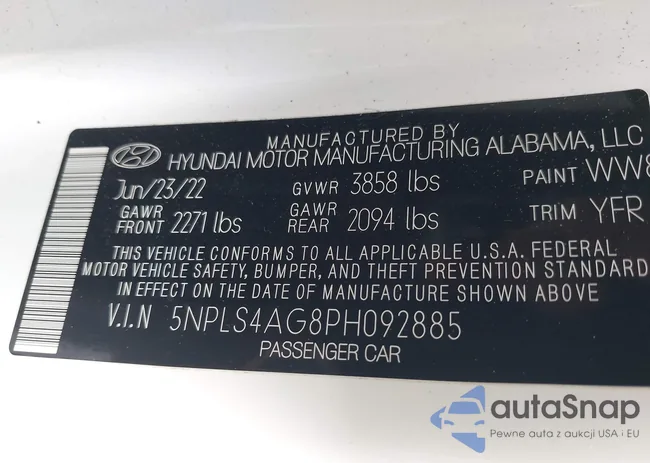 MANUFACTURED BY
HYUNDAI MOTOR MANUFACTURING ALABAMA, LLC
Jun/23/22 GVWR 3858 lbs PAINT WW8
GAWR FRONT 2271 lbs GAWR REAR 2094 lbs TRIM YFR
THIS VEHICLE CONFORMS TO ALL APPLICABLE U.S.A. FEDERAL
MOTOR VEHICLE SAFETY, BUMPER, AND THEFT PREVENTION STANDARD
IN EFFECT ON THE DATE OF MANUFACTURE SHOWN ABOVE
V.I.N 5NPLS4AG8PH092885
PASSENGER CAR
autaSnap
Pewne auta z aukcji USA i EU